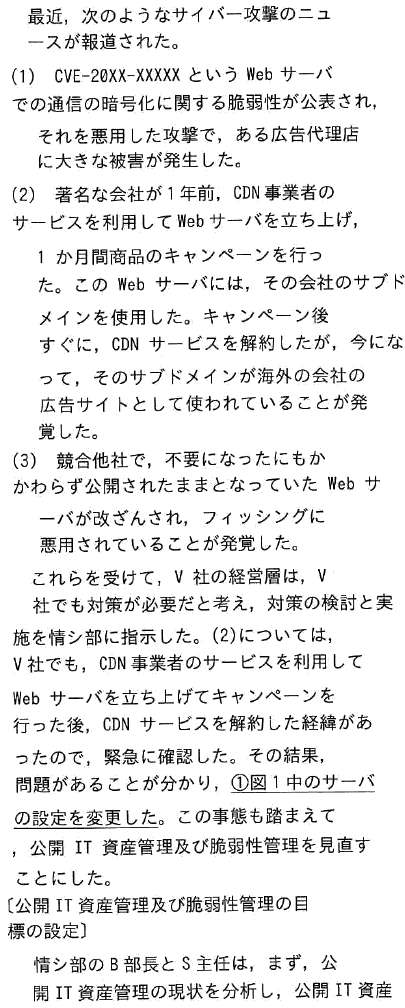 最近，次のようなサイバー攻撃のニュ
ースが報道された。
(1) CVE-20XX-XXXXX という Web サーバ
での通信の暗号化に関する脆弱性が公表され，
それを悪用した攻撃で，ある広告代理店
に大きな被害が発生した。
(2) 著名な会社が1年前，CDN事業者の
サービスを利用してWebサーバを立ち上げ，
1 か月間商品のキャンペーンを行っ
た。この Web サーバには，その会社のサブド
メインを使用した。キャンペーン後
すぐに，CDN サービスを解約したが，今にな
って，そのサブドメインが海外の会社の
広告サイトとして使われていることが発
覚した。
(3) 競合他社で，不要になったにもか
かわらず公開されたままとなっていた Web サ
ーバが改ざんされ，フィッシングに
悪用されていることが発覚した。
これらを受けて，V 社の経営層は，V
社でも対策が必要だと考え，対策の検討と実
施を情シ部に指示した。(2)については，
V社でも，CDN事業者のサービスを利用して
Web サーバを立ち上げてキャンペーンを
行った後，CDN サービスを解約した経緯があ
ったので，緊急に確認した。その結果，
問題があることが分かり，①図1中のサーバ
の設定を変更した。この事態も踏まえて
，公開 IT 資産管理及び脆弱性管理を見直す
ことにした。
〔公開 IT 資産管理及び脆弱性管理の目
標の設定〕
情シ部のB部長とS主任は，まず，公
開 IT 資産管理の現状を分析し，公開 IT 資産